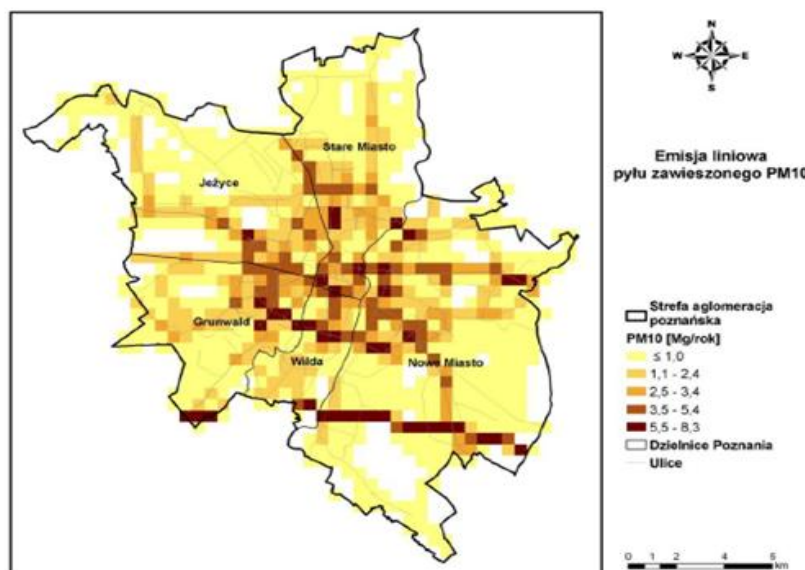 N
W E
S
Emisja liniowa
pyłu zawieszonego PM10
Stare Miasto
Jeżyce
Grunwald
Wilda
Nowe Miasto
Strefa aglomeracja
poznańska
PM10 [Mg/rok]
≤ 1,0
1,1 - 2,4
2,5 - 3,4
3,5 - 5,4
5,5 - 8,3
Dzielnice Poznania
Ulice
0 1 2 4 6
km